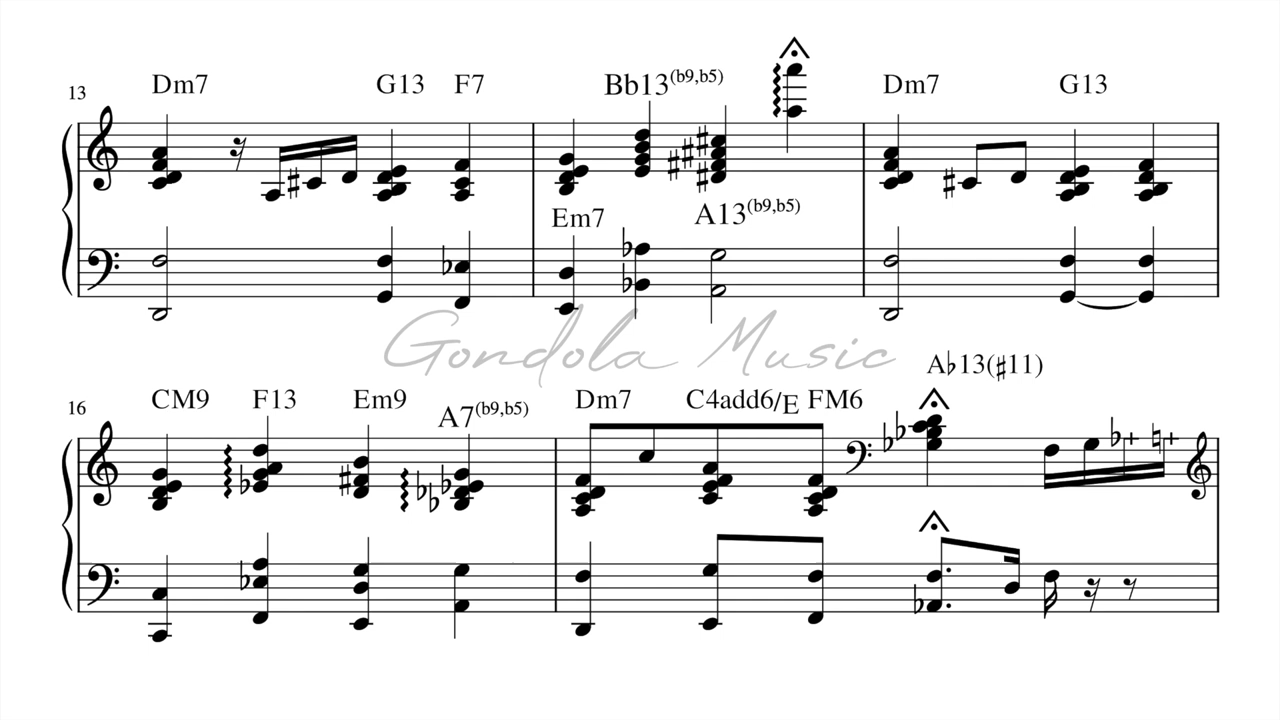 Dm7 G13 F7 Bb13(b9,b5) Dm7 G13
13
Em7 A13(b9,b5)
Gondola Music
Ab13(♯11)
CM9 F13 Em9 A7(b9,b5) Dm7 C4add6/E FM6
16